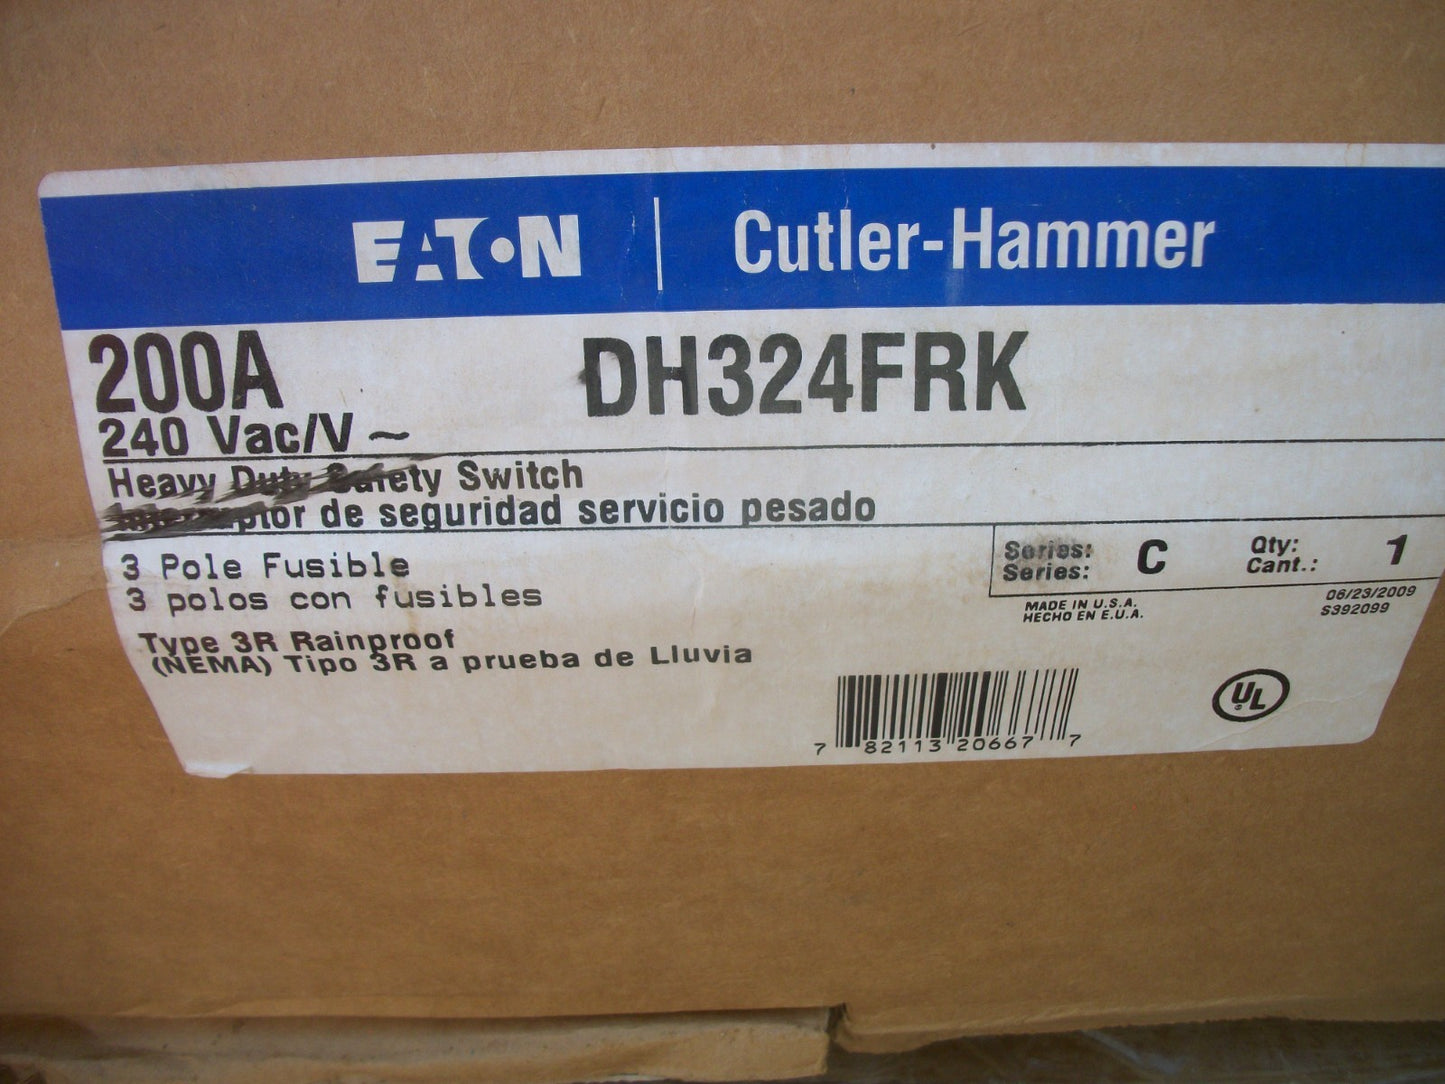 EATON | Cutler-Hammer
200A DH324FRK
240 Vac/V ~
Heavy Duty Safety Switch
Interruptor de seguridad servicio pesado
3 Pole Fusible
3 polos con fusibles
Type 3R Rainproof
(NEMA) Tipo 3R a prueba de Lluvia
Series: C Qty: 1
Series: Cant.:
MADE IN U.S.A.
HECHO EN E.U.A.
06/23/2009
S392099
7 82113 20667 7
UL